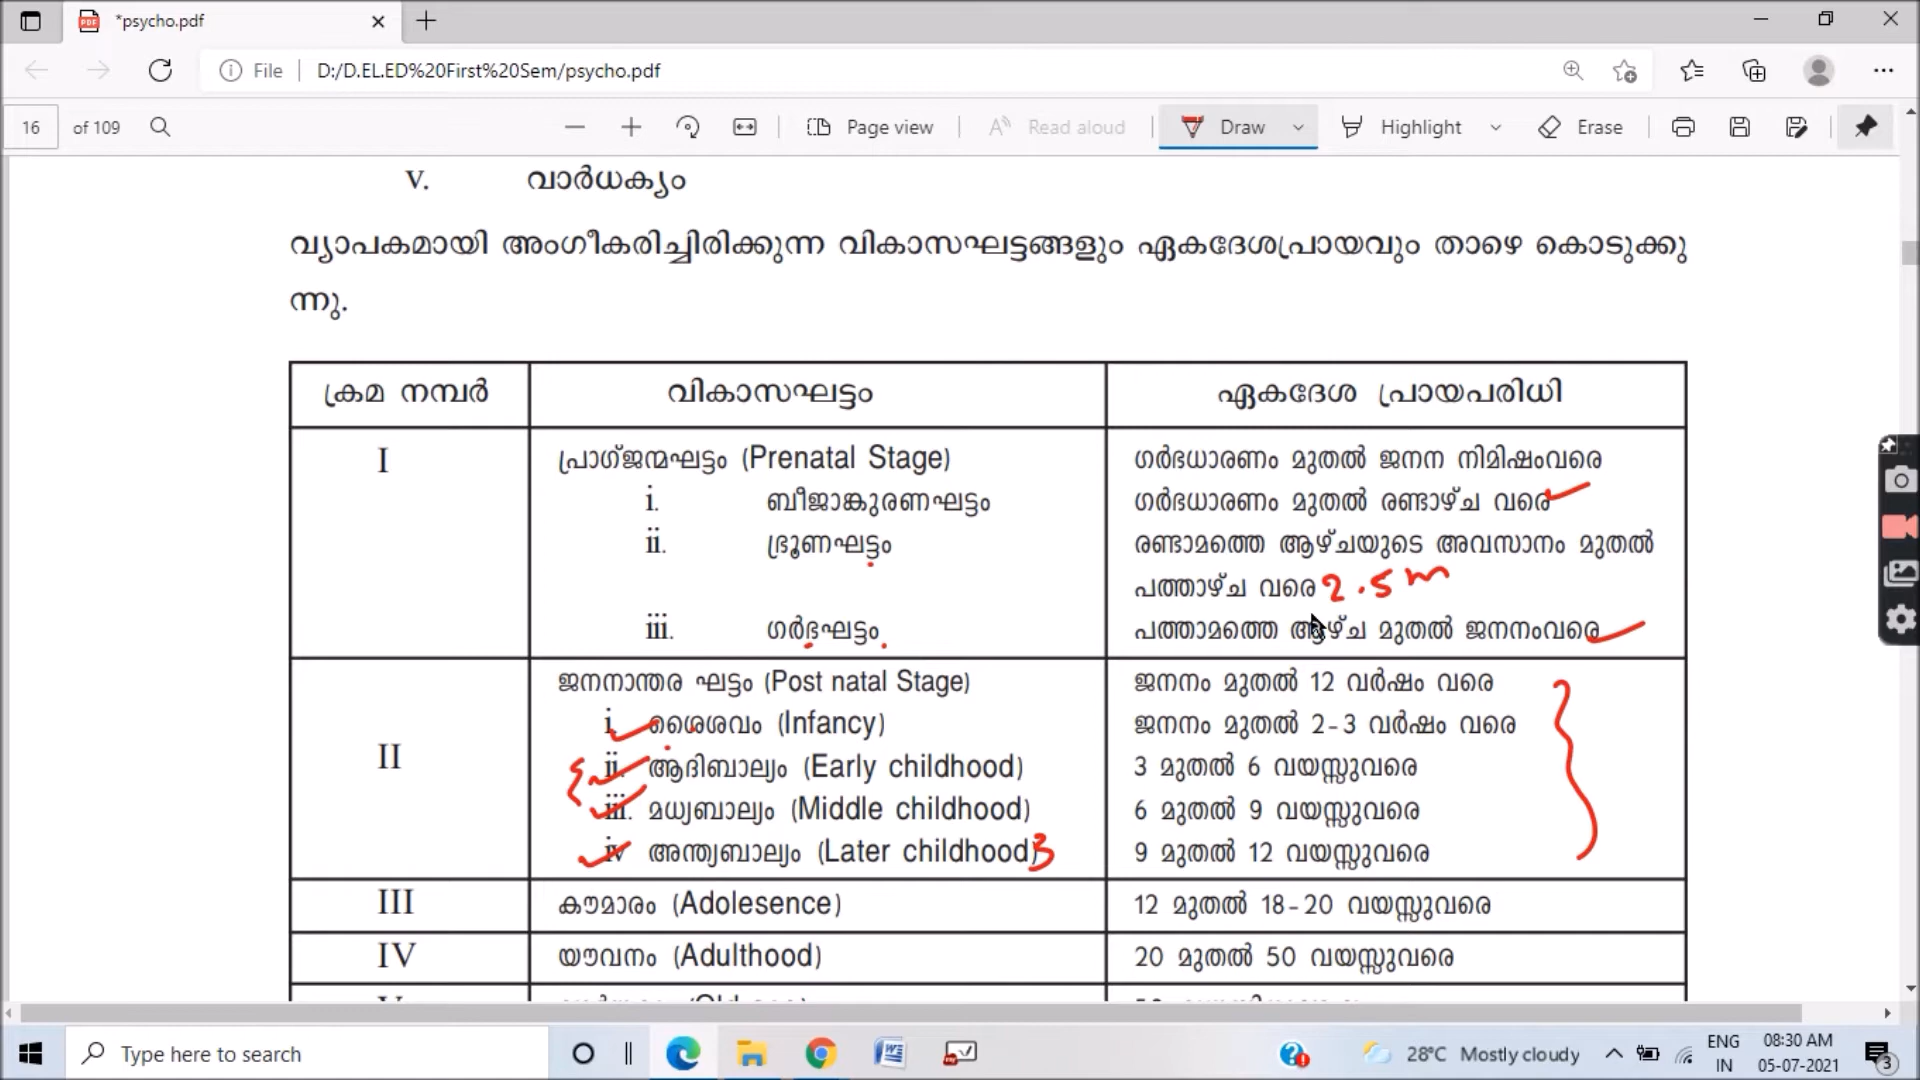 *psycho.pdf
File D:/D.EL.ED%20First%20Sem/psycho.pdf
16 of 109 Page view Read aloud Draw Highlight Erase
v. വാർധക്യം
വ്യാപകമായി അംഗീകരിച്ചിരിക്കുന്ന വികാസഘട്ടങ്ങളും ഏകദേശപ്രായവും താഴെ കൊടുക്കു
ന്നു.
ക്രമ നമ്പർ വികാസഘട്ടം ഏകദേശ പ്രായപരിധി
I പ്രാഗ്ജന്മഘട്ടം (Prenatal Stage) ഗർഭധാരണം മുതൽ ജനന നിമിഷംവരെ
i. ബീജാങ്കുരണഘട്ടം ഗർഭധാരണം മുതൽ രണ്ടാഴ്ച വരെ
ii. ഭ്രൂണഘട്ടം രണ്ടാമത്തെ ആഴ്ചയുടെ അവസാനം മുതൽ
പത്താഴ്ച വരെ 2.5 m
iii. ഗർഭഘട്ടം പത്താമത്തെ ആഴ്ച മുതൽ ജനനംവരെ
II ജനനാന്തര ഘട്ടം (Post natal Stage) ജനനം മുതൽ 12 വർഷം വരെ
i. ശൈശവം (Infancy) ജനനം മുതൽ 2-3 വർഷം വരെ
ii. ആദിബാല്യം (Early childhood) 3 മുതൽ 6 വയസ്സുവരെ
iii. മധ്യബാല്യം (Middle childhood) 6 മുതൽ 9 വയസ്സുവരെ
iv അന്ത്യബാല്യം (Later childhood) 3 9 മുതൽ 12 വയസ്സുവരെ
III കൗമാരം (Adolesence) 12 മുതൽ 18-20 വയസ്സുവരെ
IV യൗവനം (Adulthood) 20 മുതൽ 50 വയസ്സുവരെ
Type here to search 28°C Mostly cloudy ENG IN 08:30 AM 05-07-2021 3